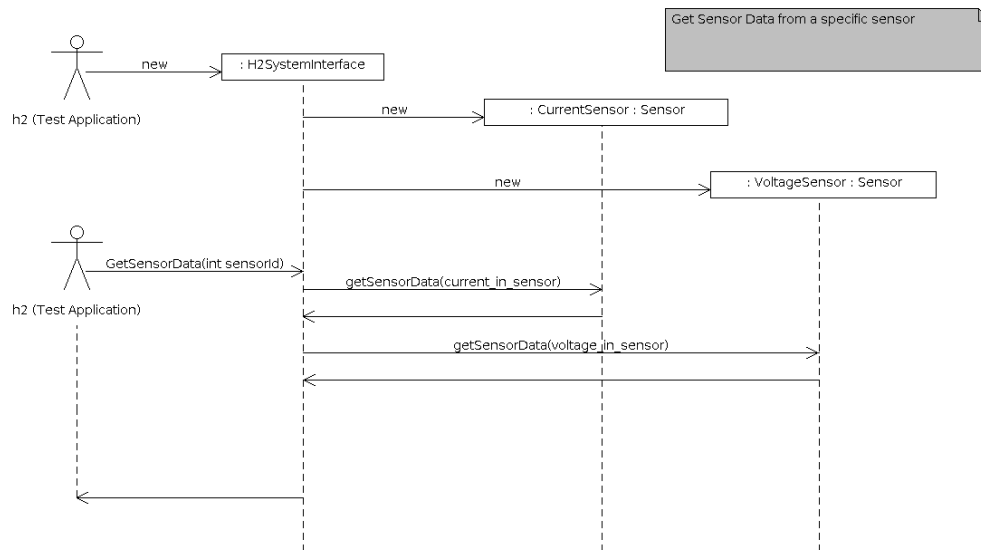 Get Sensor Data from a specific sensor
new
: H2SystemInterface
h2 (Test Application)
new
: CurrentSensor : Sensor
new
: VoltageSensor : Sensor
GetSensorData(int sensorId)
h2 (Test Application)
getSensorData(current_in_sensor)
getSensorData(voltage_in_sensor)